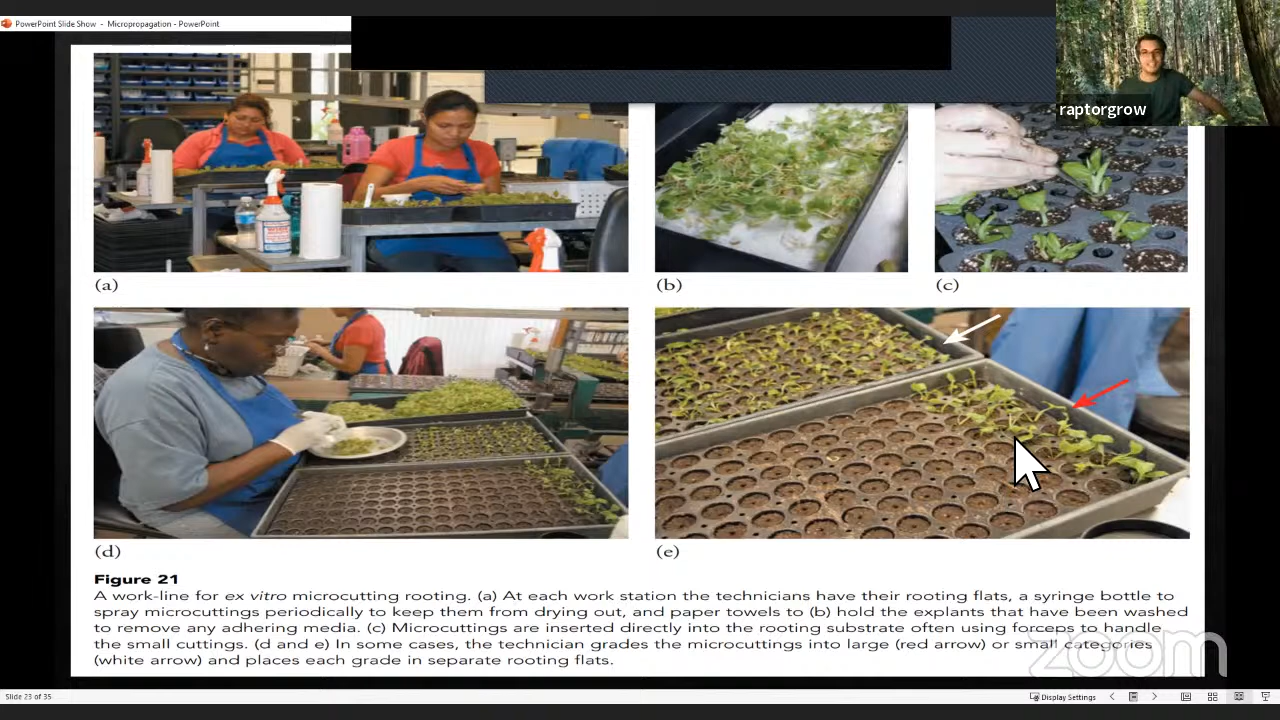 PowerPoint Slide Show - Micropropagation - PowerPoint
raptorgrow
(a)
(b)
(c)
(d)
(e)
Figure 21
A work-line for ex vitro microcutting rooting. (a) At each work station the technicians have their rooting flats, a syringe bottle to
spray microcuttings periodically to keep them from drying out, and paper towels to (b) hold the explants that have been washed
to remove any adhering media. (c) Microcuttings are inserted directly into the rooting substrate often using forceps to handle
the small cuttings. (d and e) In some cases, the technician grades the microcuttings into large (red arrow) or small categories
(white arrow) and places each grade in separate rooting flats.
zoom
Slide 23 of 35
Display Settings